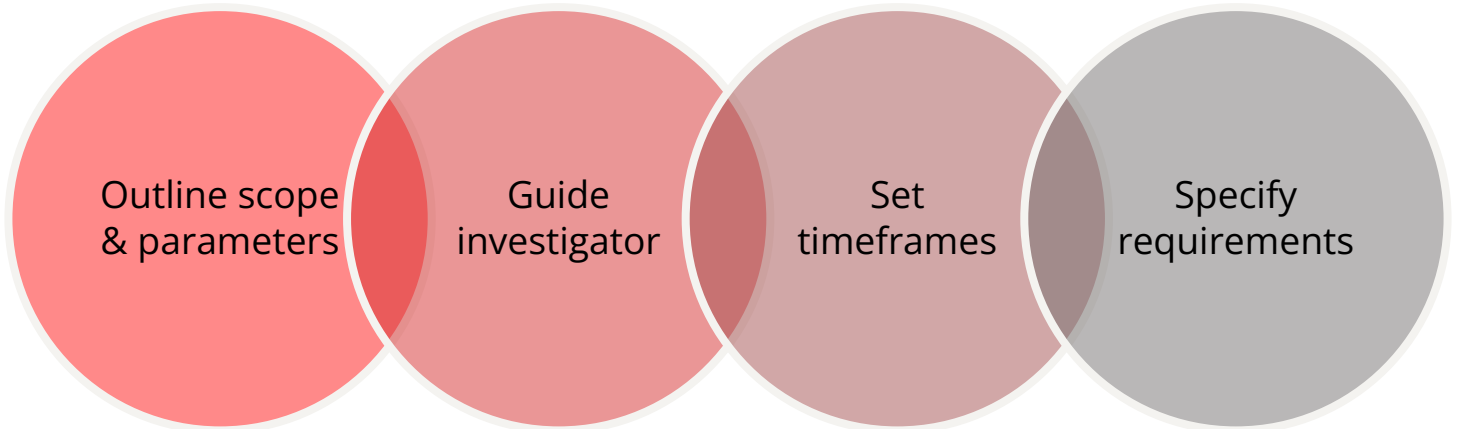 Outline scope
& parameters
Guide
investigator
Set
timeframes
Specify
requirements